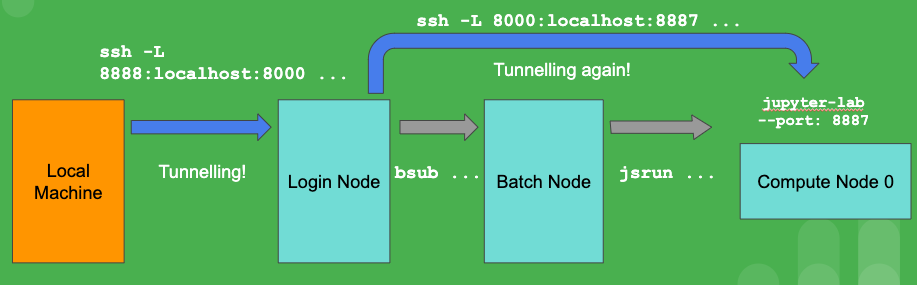 ssh -L 8000:localhost:8887 ...
ssh -L
8888:localhost:8000 ...
Tunnelling again!
jupyter-lab
--port: 8887
Local
Machine
Tunnelling!
Login Node
bsub ...
Batch Node
jsrun ...
Compute Node 0